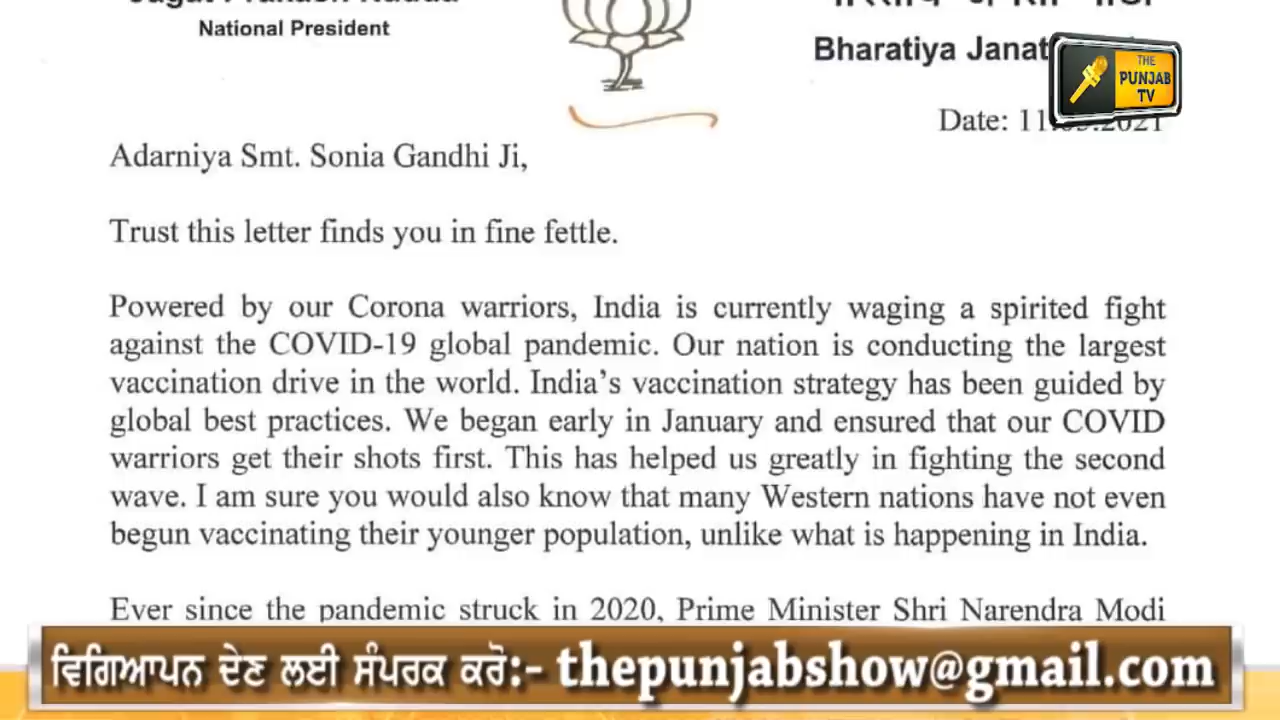 National President
Bharatiya
THE
PUNJAB
TV
Date:
Adarniya Smt. Sonia Gandhi Ji,
Trust this letter finds you in fine fettle.
Powered by our Corona warriors, India is currently waging a spirited fight
against the COVID-19 global pandemic. Our nation is conducting the largest
vaccination drive in the world. India’s vaccination strategy has been guided by
global best practices. We began early in January and ensured that our COVID
warriors get their shots first. This has helped us greatly in fighting the second
wave. I am sure you would also know that many Western nations have not even
begun vaccinating their younger population, unlike what is happening in India.
Ever since the pandemic struck in 2020, Prime Minister Shri Narendra Modi
ਵਿਗਿਆਪਨ ਦੇਣ ਲਈ ਸੰਪਰਕ ਕਰੋ:- thepunjabshow@gmail.com